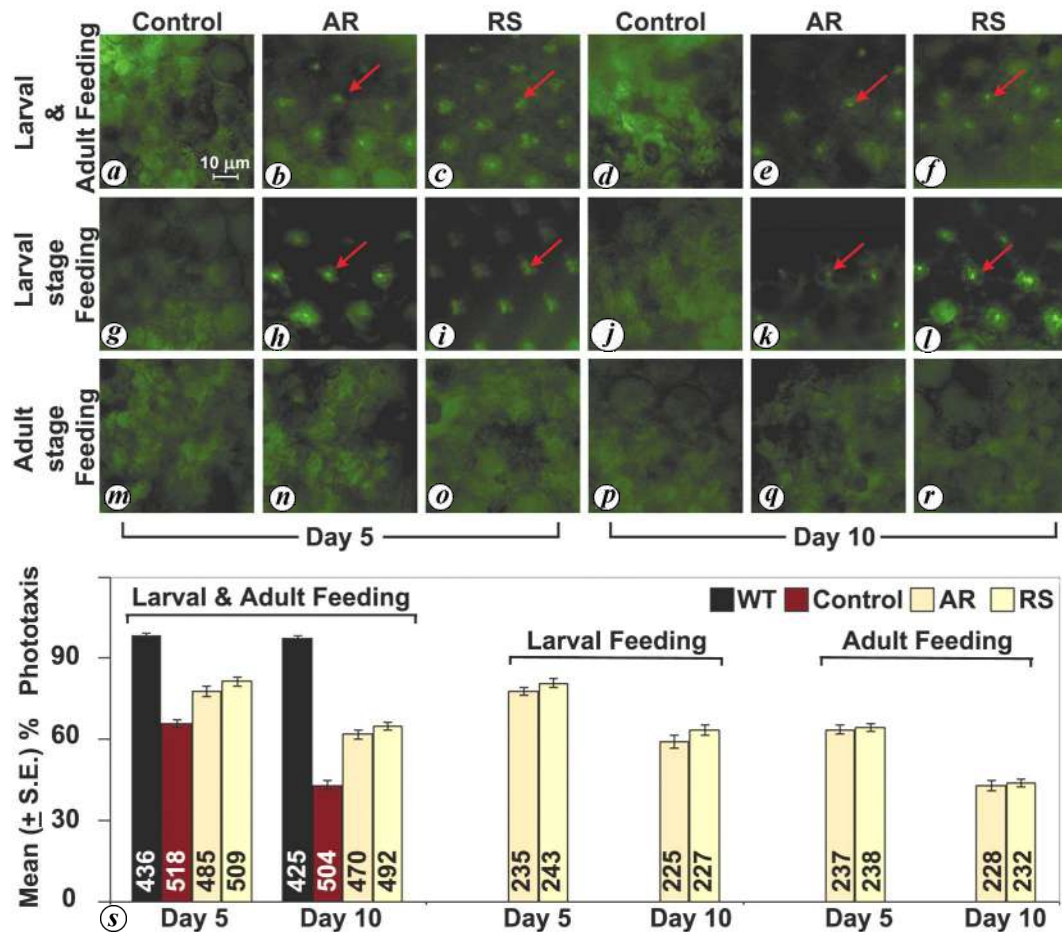 Control AR RS Control AR RS
Larval & Adult Feeding
a 10 μm b c d e f
Larval stage Feeding
g h i j k l
Adult stage Feeding
m n o p q r
Day 5 Day 10
WT Control AR RS
Larval & Adult Feeding
Larval Feeding Adult Feeding
Mean (± S.E.) % Phototaxis
90
60
30
0
436 518 485 509 425 504 470 492 235 243 225 227 237 238 228 232
s Day 5 Day 10 Day 5 Day 10 Day 5 Day 10